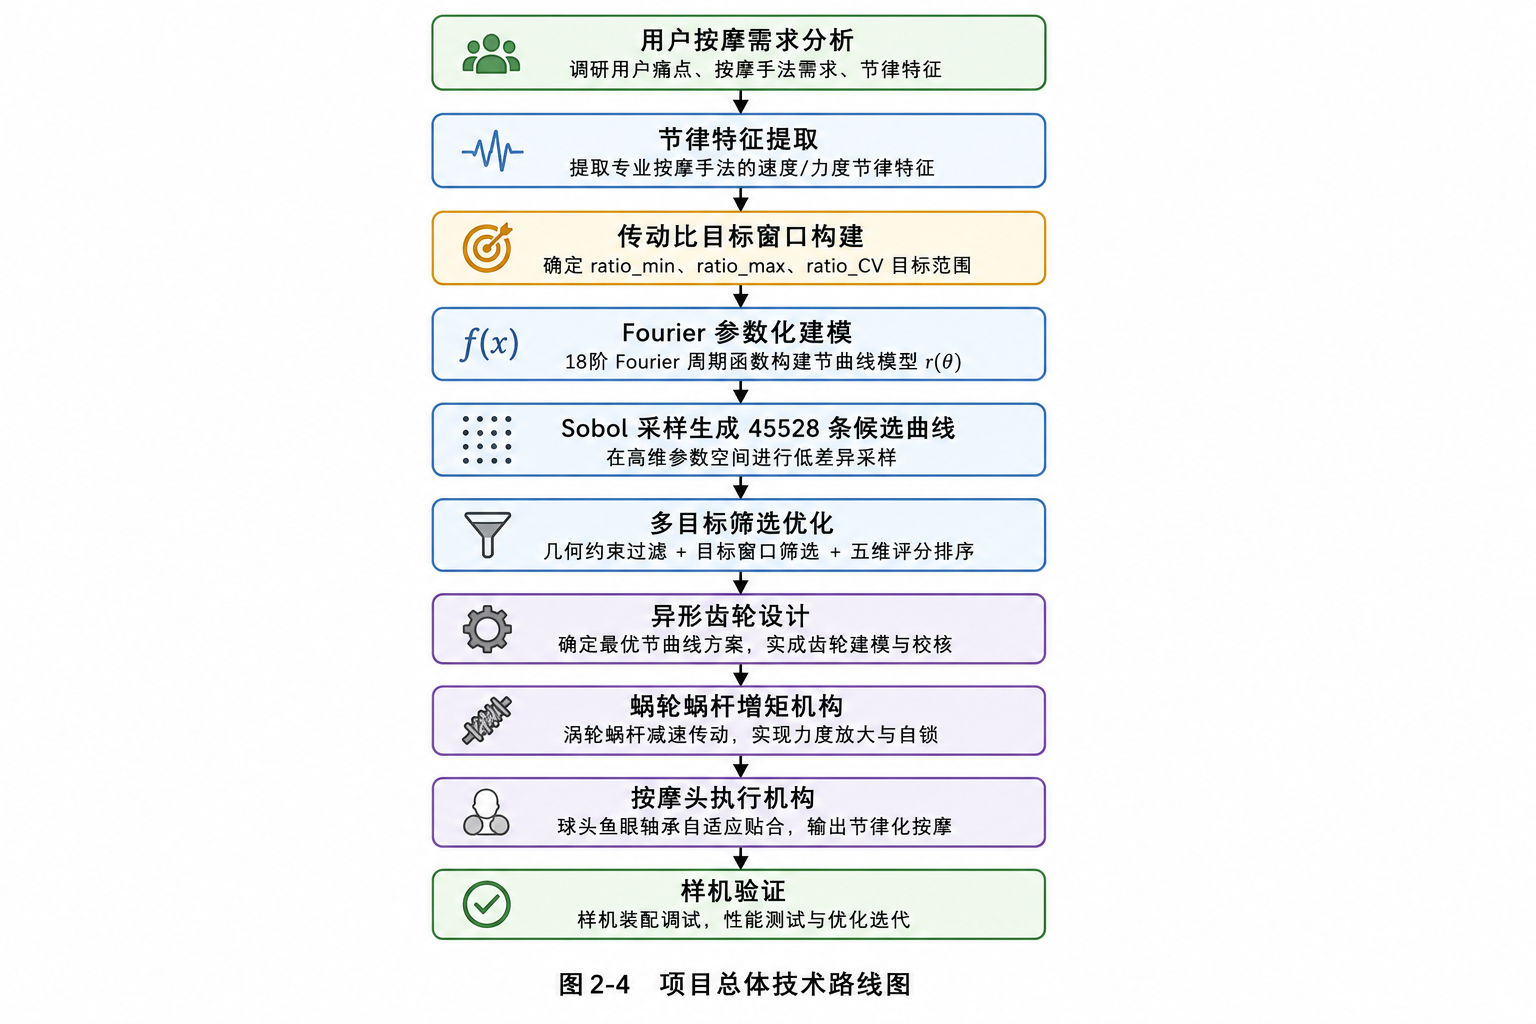 用户按摩需求分析
调研用户痛点、按摩手法需求、节律特征
节律特征提取
提取专业按摩手法的速度/力度节律特征
传动比目标窗口构建
确定 ratio_min、ratio_max、ratio_CV 目标范围
f(x)
Fourier 参数化建模
18阶 Fourier 周期函数构建节曲线模型 r(θ)
Sobol 采样生成 45528 条候选曲线
在高维参数空间进行低差异采样
多目标筛选优化
几何约束过滤 + 目标窗口筛选 + 五维评分排序
异形齿轮设计
确定最优节曲线方案，实成齿轮建模与校核
蜗轮蜗杆增矩机构
涡轮蜗杆减速传动，实现力度放大与自锁
按摩头执行机构
球头鱼眼轴承自适应贴合，输出节律化按摩
样机验证
样机装配调试，性能测试与优化迭代
图 2-4 项目总体技术路线图